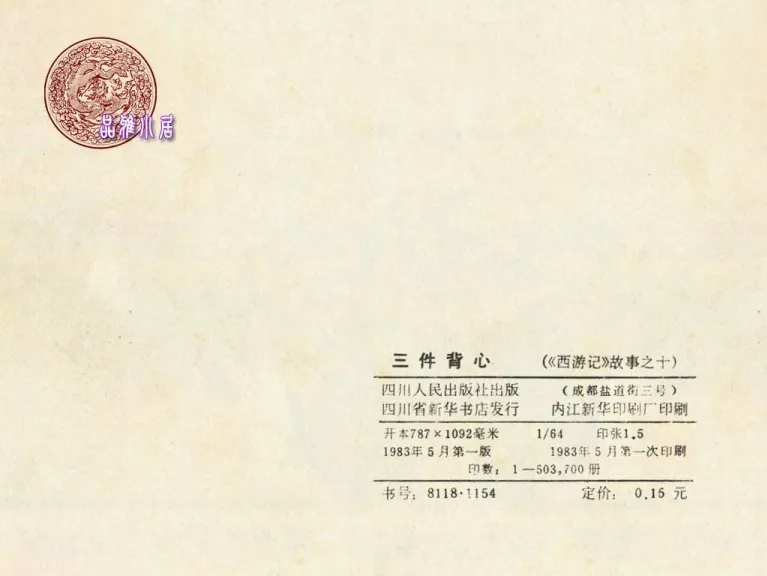 品雅小居
三件背心 （《西游记》故事之十）
四川人民出版社出版 （成都盐道街三号）
四川省新华书店发行 内江新华印刷厂印刷
开本787×1092毫米 1/64 印张1.5
1983年5月第一版 1983年5月第一次印刷
印数：1—503,700册
书号：8118·1154 定价：0.15元